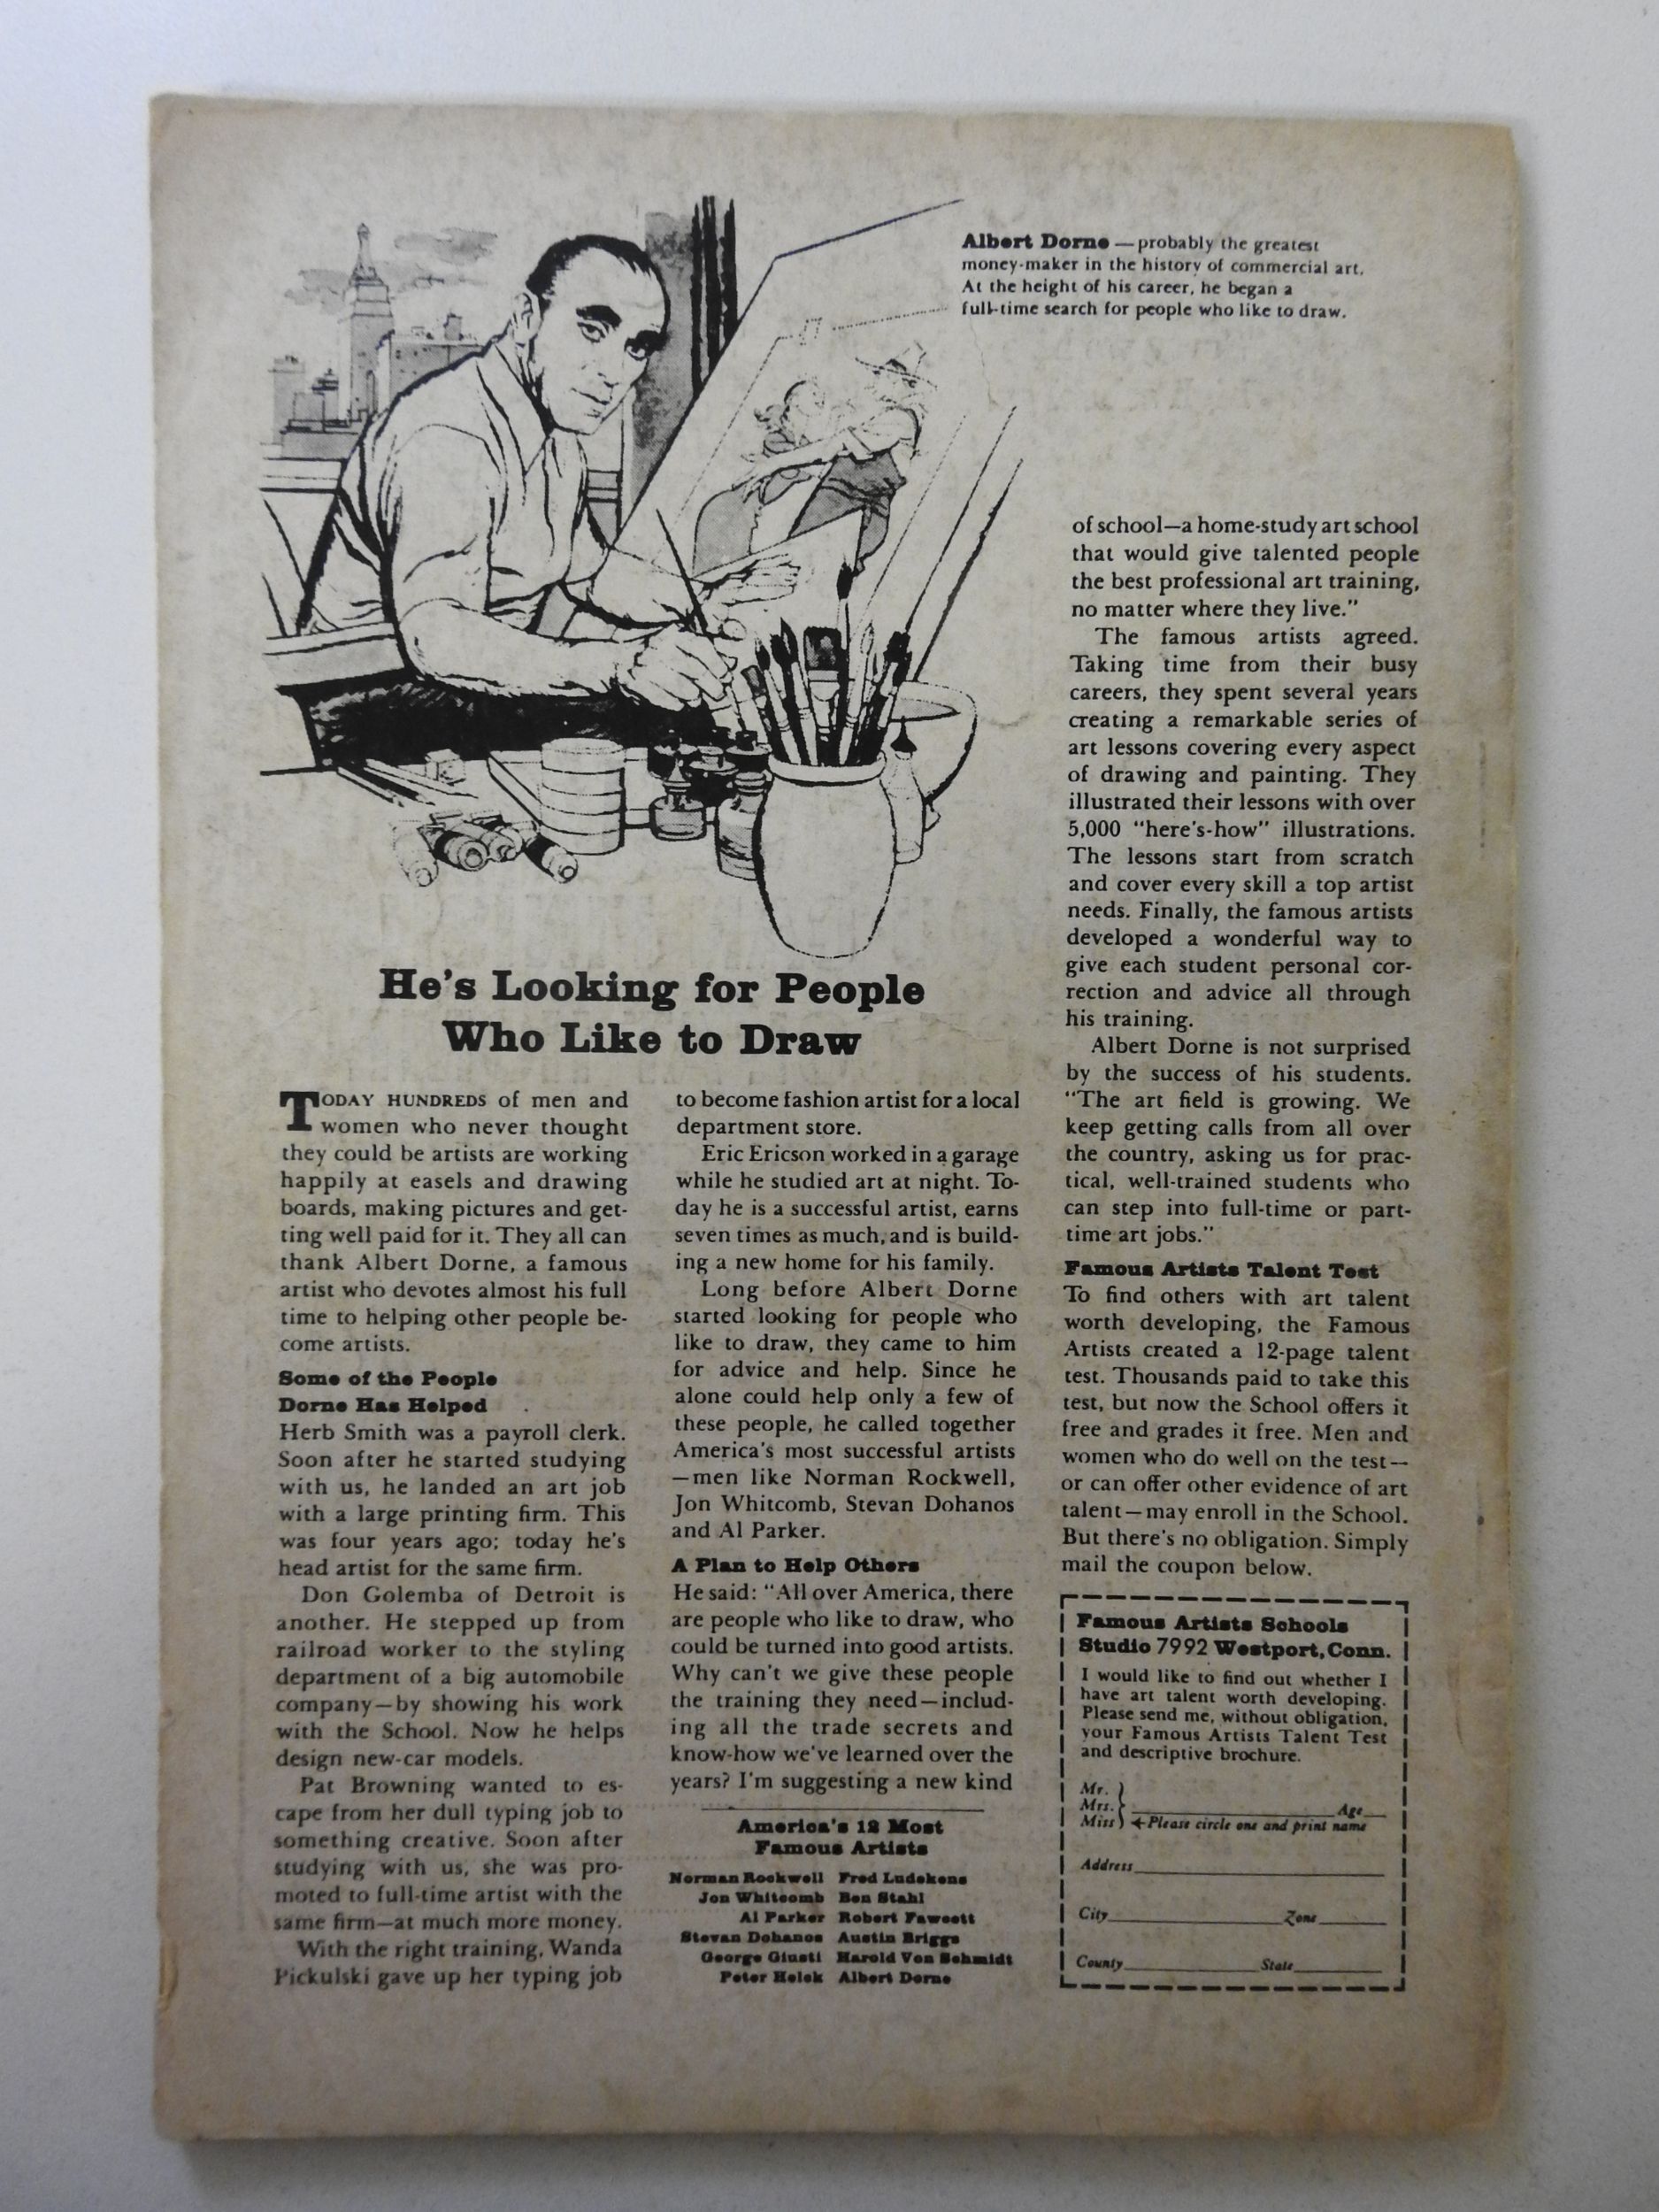 Albert Dorne — probably the greatest
money-maker in the history of commercial art.
At the height of his career, he began a
full-time search for people who like to draw.
He's Looking for People
Who Like to Draw
TODAY HUNDREDS of men and
women who never thought
they could be artists are working
happily at easels and drawing
boards, making pictures and get-
ting well paid for it. They all can
thank Albert Dorne, a famous
artist who devotes almost his full
time to helping other people be-
come artists.
Some of the People
Dorne Has Helped
Herb Smith was a payroll clerk.
Soon after he started studying
with us, he landed an art job
with a large printing firm. This
was four years ago; today he's
head artist for the same firm.
Don Golemba of Detroit is
another. He stepped up from
railroad worker to the styling
department of a big automobile
company—by showing his work
with the School. Now he helps
design new-car models.
Pat Browning wanted to es-
cape from her dull typing job to
something creative. Soon after
studying with us, she was pro-
moted to full-time artist with the
same firm—at much more money.
With the right training, Wanda
Pickulski gave up her typing job
to become fashion artist for a local
department store.
Eric Ericson worked in a garage
while he studied art at night. To-
day he is a successful artist, earns
seven times as much, and is build-
ing a new home for his family.
Long before Albert Dorne
started looking for people who
like to draw, they came to him
for advice and help. Since he
alone could help only a few of
these people, he called together
America's most successful artists
—men like Norman Rockwell,
Jon Whitcomb, Stevan Dohanos
and Al Parker.
A Plan to Help Others
He said: "All over America, there
are people who like to draw, who
could be turned into good artists.
Why can't we give these people
the training they need—includ-
ing all the trade secrets and
know-how we've learned over the
years? I'm suggesting a new kind
America's 12 Most
Famous Artists
Norman Rockwell Fred Ludekens
Jon Whitcomb Ben Stahl
Al Parker Robert Fawcett
Stevan Dohanos Austin Briggs
George Giusti Harold Von Schmidt
Peter Helck Albert Dorne
of school—a home-study art school
that would give talented people
the best professional art training,
no matter where they live."
The famous artists agreed.
Taking time from their busy
careers, they spent several years
creating a remarkable series of
art lessons covering every aspect
of drawing and painting. They
illustrated their lessons with over
5,000 "here's-how" illustrations.
The lessons start from scratch
and cover every skill a top artist
needs. Finally, the famous artists
developed a wonderful way to
give each student personal cor-
rection and advice all through
his training.
Albert Dorne is not surprised
by the success of his students.
"The art field is growing. We
keep getting calls from all over
the country, asking us for prac-
tical, well-trained students who
can step into full-time or part-
time art jobs."
Famous Artists Talent Test
To find others with art talent
worth developing, the Famous
Artists created a 12-page talent
test. Thousands paid to take this
test, but now the School offers it
free and grades it free. Men and
women who do well on the test—
or can offer other evidence of art
talent—may enroll in the School.
But there's no obligation. Simply
mail the coupon below.
Famous Artists Schools
Studio 7992 Westport, Conn.
I would like to find out whether I
have art talent worth developing.
Please send me, without obligation,
your Famous Artists Talent Test
and descriptive brochure.
Mr.
Mrs. Age
Miss Please circle one and print name
Address
City Zone
County State